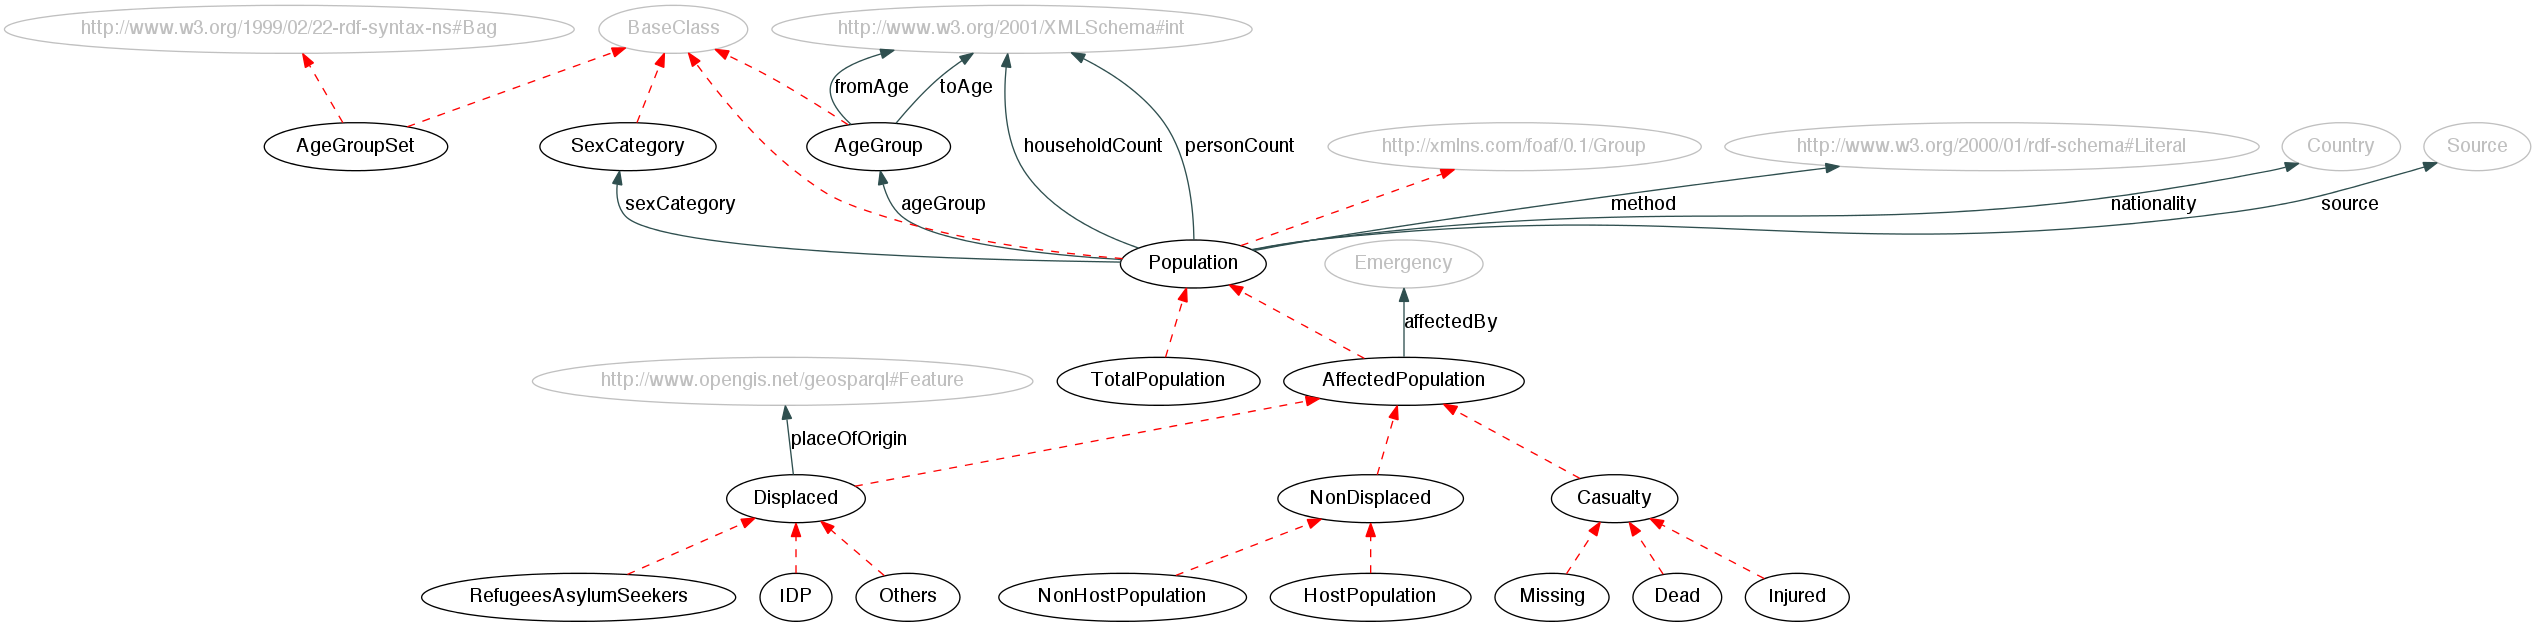 http://www.w3.org/1999/02/22-rdf-syntax-ns#Bag
BaseClass
http://www.w3.org/2001/XMLSchema#int
fromAge
toAge
AgeGroupSet
SexCategory
AgeGroup
householdCount
personCount
http://xmlns.com/foaf/0.1/Group
http://www.w3.org/2000/01/rdf-schema#Literal
Country
Source
sexCategory
ageGroup
method
nationality
source
Population
Emergency
affectedBy
http://www.opengis.net/geosparql#Feature
TotalPopulation
AffectedPopulation
placeOfOrigin
Displaced
NonDisplaced
Casualty
RefugeesAsylumSeekers
IDP
Others
NonHostPopulation
HostPopulation
Missing
Dead
Injured